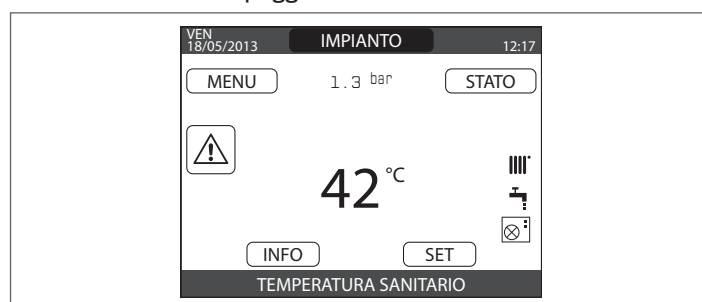 VEN
18/05/2013 IMPIANTO 12:17
MENU 1.3 bar STATO
42 °C
INFO SET
TEMPERATURA SANITARIO